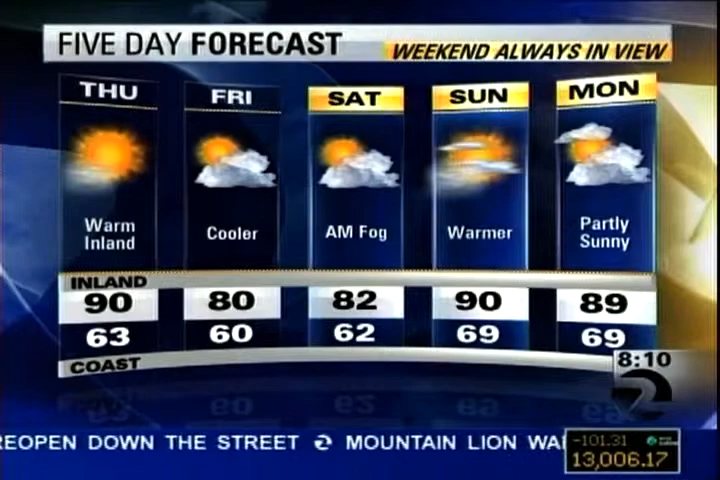 FIVE DAY FORECAST
WEEKEND ALWAYS IN VIEW
THU FRI SAT SUN MON
Warm Inland
Cooler
AM Fog
Warmer
Partly Sunny
INLAND
90 80 82 90 89
63 60 62 69 69
COAST
8:10
2
REOPEN DOWN THE STREET 2 MOUNTAIN LION WA
-101.31
13,006.17